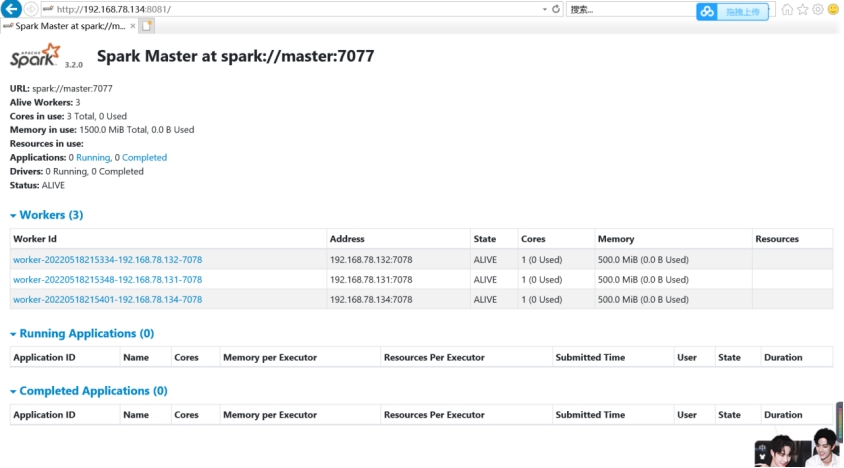 http://192.168.78.134:8081/
搜索...
拖拽上传
Spark Master at spark://m...
APACHE
Spark 3.2.0 Spark Master at spark://master:7077
URL: spark://master:7077
Alive Workers: 3
Cores in use: 3 Total, 0 Used
Memory in use: 1500.0 MiB Total, 0.0 B Used
Resources in use:
Applications: 0 Running, 0 Completed
Drivers: 0 Running, 0 Completed
Status: ALIVE
Workers (3)
Worker Id Address State Cores Memory Resources
worker-20220518215334-192.168.78.132-7078 192.168.78.132:7078 ALIVE 1 (0 Used) 500.0 MiB (0.0 B Used)
worker-20220518215348-192.168.78.131-7078 192.168.78.131:7078 ALIVE 1 (0 Used) 500.0 MiB (0.0 B Used)
worker-20220518215401-192.168.78.134-7078 192.168.78.134:7078 ALIVE 1 (0 Used) 500.0 MiB (0.0 B Used)
Running Applications (0)
Application ID Name Cores Memory per Executor Resources Per Executor Submitted Time User State Duration
Completed Applications (0)
Application ID Name Cores Memory per Executor Resources Per Executor Submitted Time User State Duration